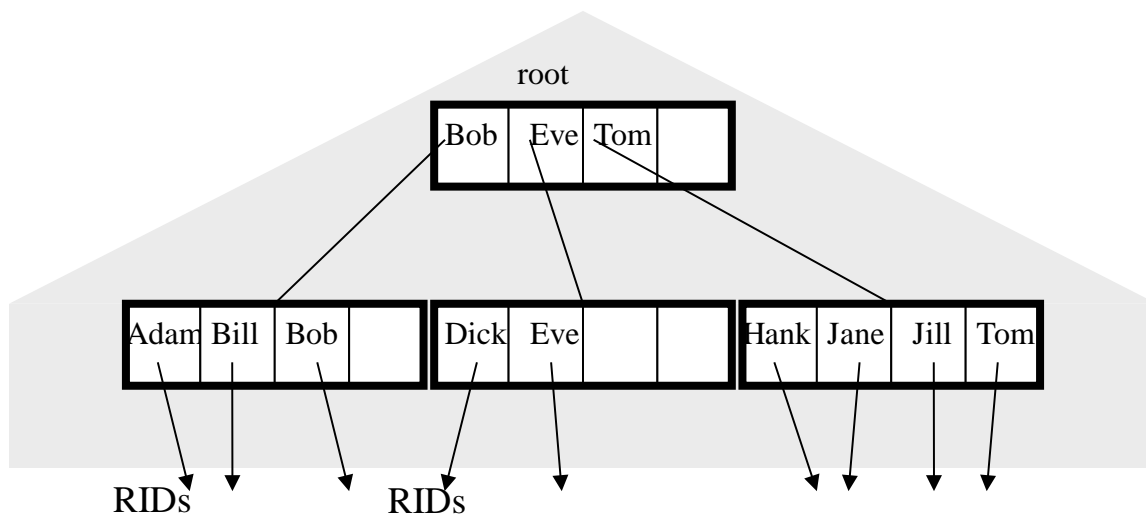 root
Bob Eve Tom
Adam Bill Bob Dick Eve Hank Jane Jill Tom
RIDs RIDs